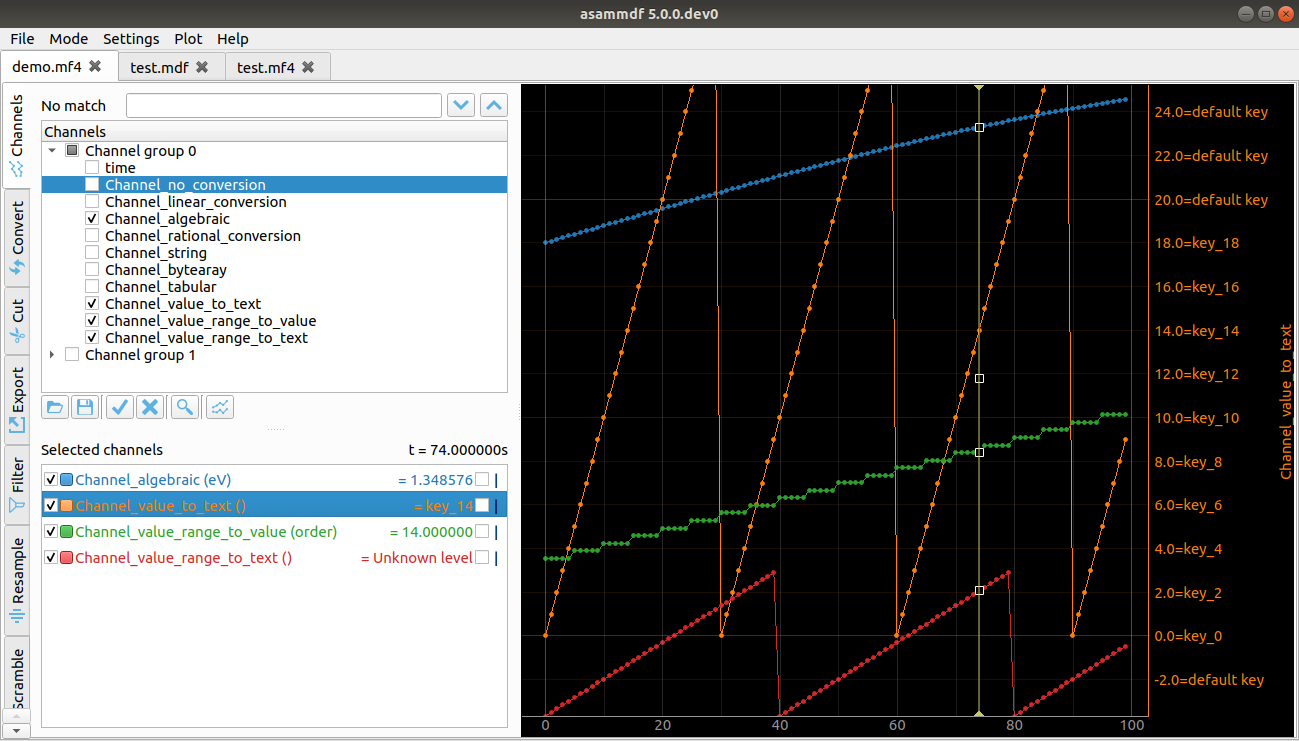 asammdf 5.0.0.dev0
File Mode Settings Plot Help
demo.mf4 test.mdf test.mf4
Channels
Convert
Cut
Export
Filter
Resample
Scramble
No match
Channels
Channel group 0
time
Channel_no_conversion
Channel_linear_conversion
Channel_algebraic
Channel_rational_conversion
Channel_string
Channel_bytearay
Channel_tabular
Channel_value_to_text
Channel_value_range_to_value
Channel_value_range_to_text
Channel group 1
Selected channels t = 74.000000s
Channel_algebraic (eV) = 1.348576
Channel_value_to_text () = key_14
Channel_value_range_to_value (order) = 14.000000
Channel_value_range_to_text () = Unknown level
24.0=default key
22.0=default key
20.0=default key
18.0=key_18
16.0=key_16
14.0=key_14
12.0=key_12
10.0=key_10
8.0=key_8
6.0=key_6
4.0=key_4
2.0=key_2
0.0=key_0
-2.0=default key
Channel_value_to_text
0 20 40 60 80 100